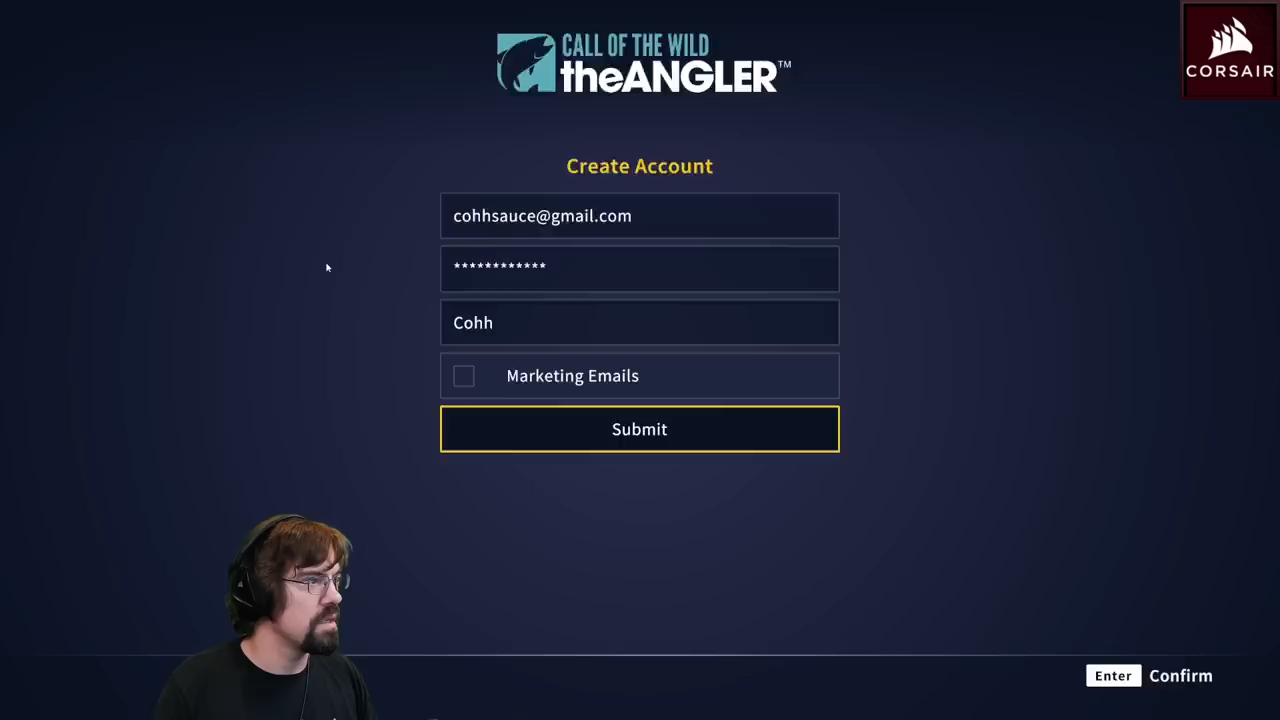 CALL OF THE WILD
theANGLER™
CORSAIR
Create Account
cohhsauce@gmail.com
************
Cohh
Marketing Emails
Submit
Enter Confirm